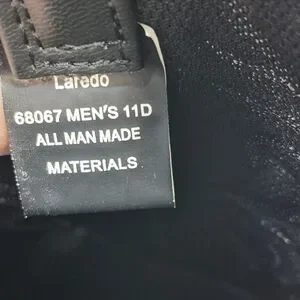 Laredo
68067 MEN'S 11D
ALL MAN MADE
MATERIALS